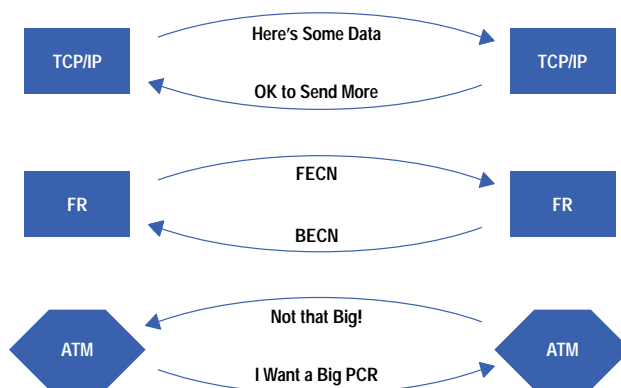 Here's Some Data
TCP/IP
TCP/IP
OK to Send More
FECN
FR
FR
BECN
Not that Big!
ATM
ATM
I Want a Big PCR